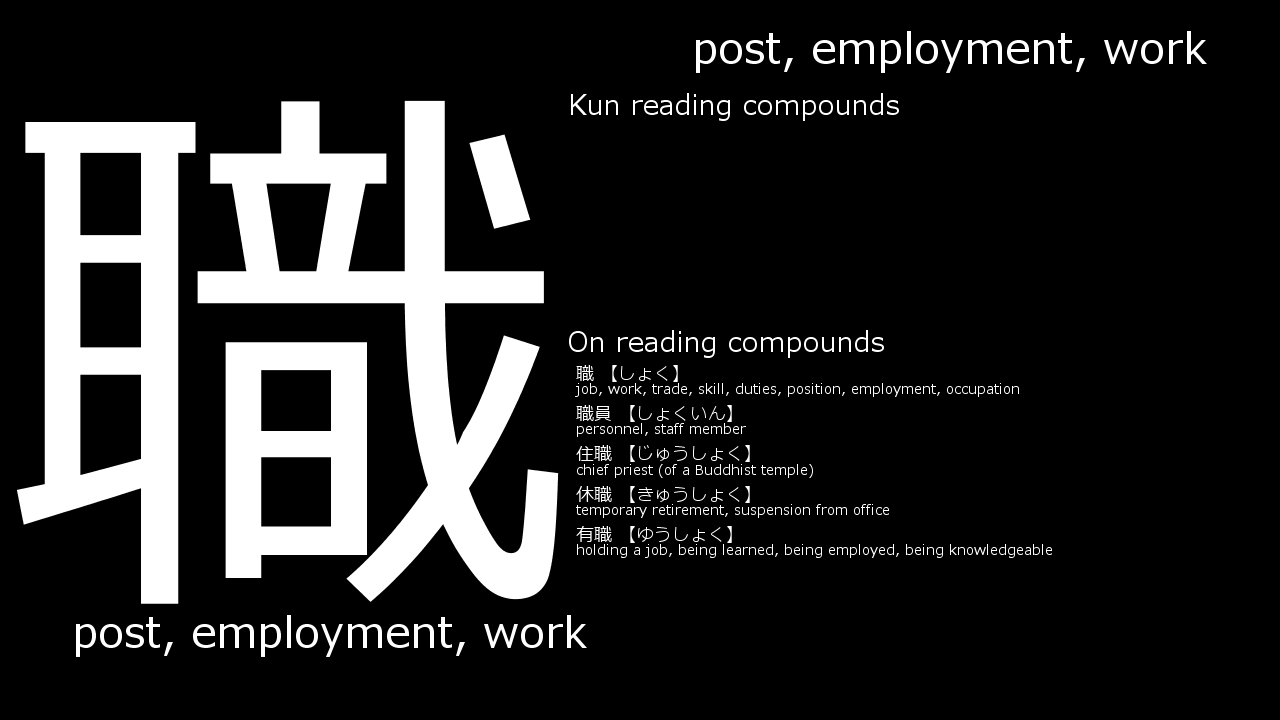 職
post, employment, work
post, employment, work
Kun reading compounds
On reading compounds
職 【しょく】
job, work, trade, skill, duties, position, employment, occupation
職員 【しょくいん】
personnel, staff member
住職 【じゅうしょく】
chief priest (of a Buddhist temple)
休職 【きゅうしょく】
temporary retirement, suspension from office
有職 【ゆうしょく】
holding a job, being learned, being employed, being knowledgeable